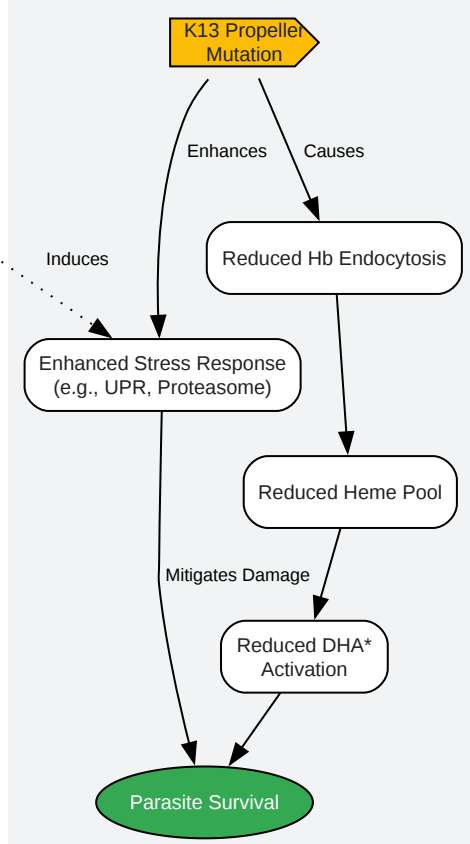 K13 Propeller
Mutation
Enhances
Causes
Reduced Hb Endocytosis
Induces
Enhanced Stress Response
(e.g., UPR, Proteasome)
Reduced Heme Pool
Mitigates Damage
Reduced DHA*
Activation
Parasite Survival